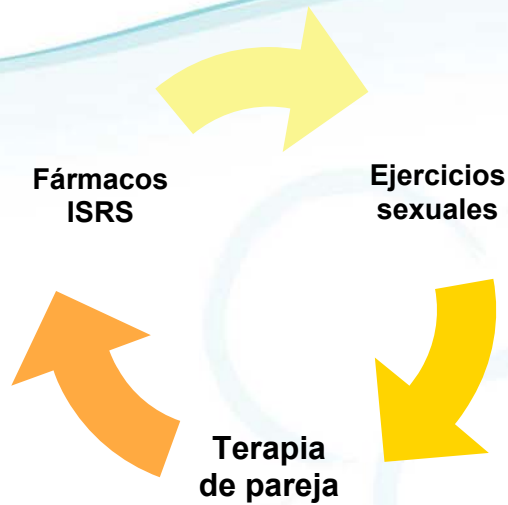 Fármacos
ISRS
Ejercicios
sexuales
Terapia
de pareja